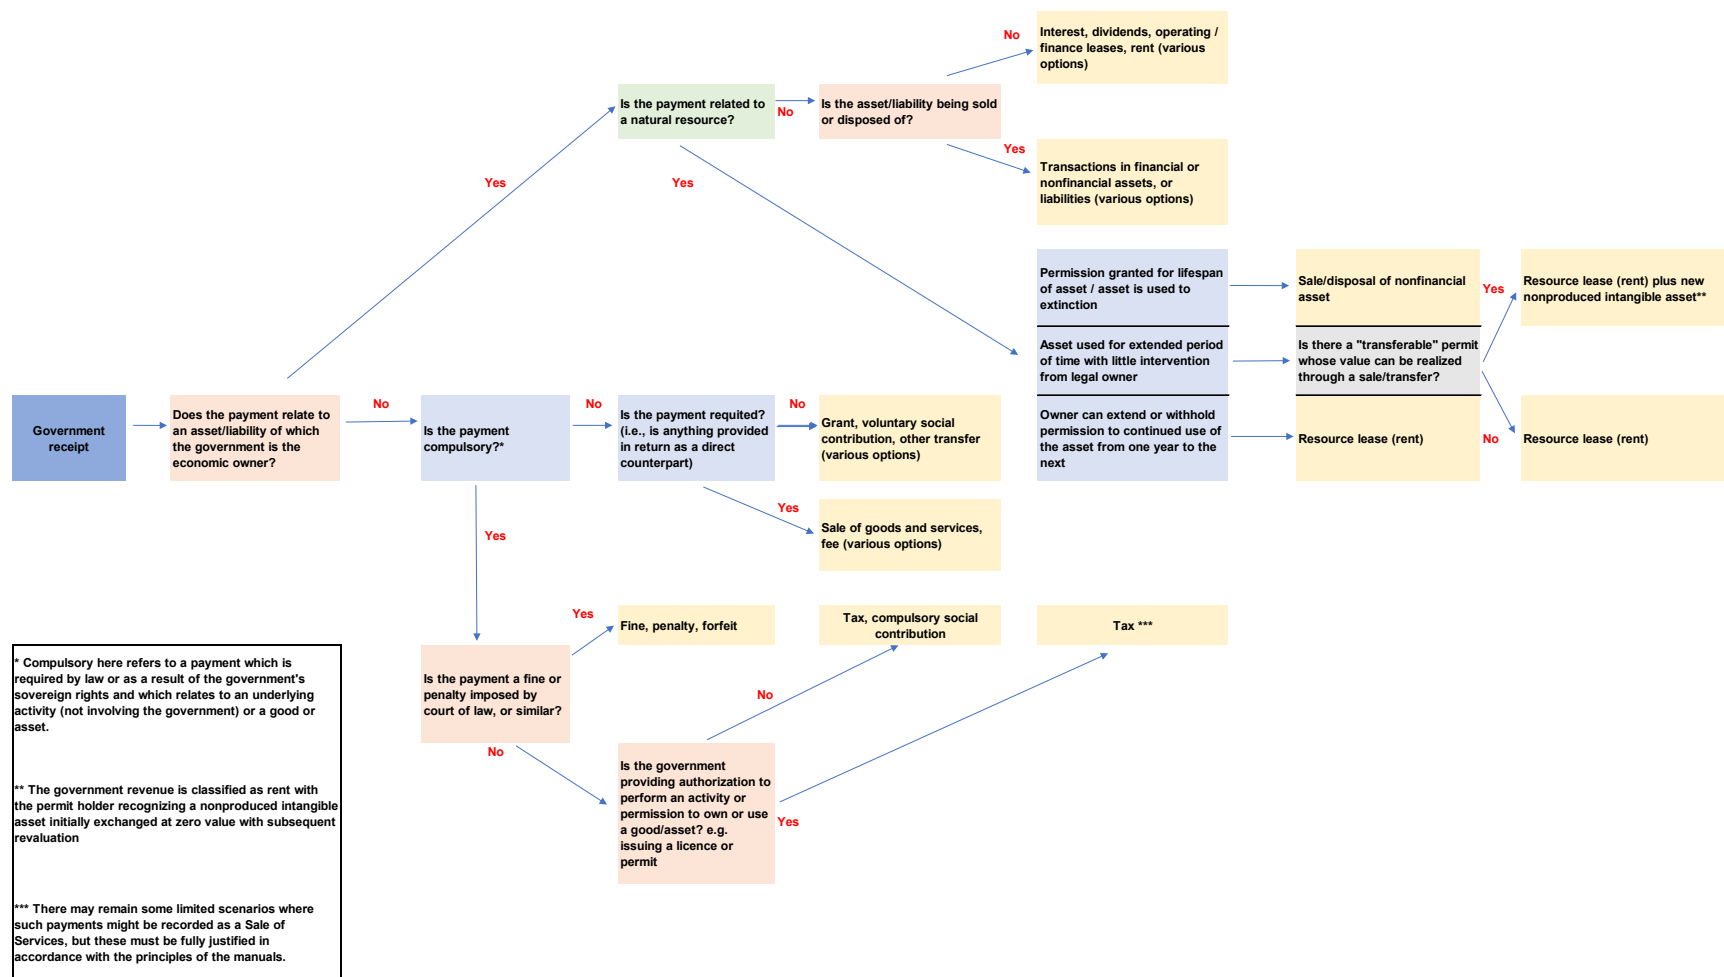 No
Interest, dividends, operating /
finance leases, rent (various
options)
Is the payment related to
a natural resource?
No
Is the asset/liability being sold
or disposed of?
Yes
Transactions in financial or
nonfinancial assets, or
liabilities (various options)
Yes
Yes
Permission granted for lifespan
of asset / asset is used to
extinction
Sale/disposal of nonfinancial
asset
Yes
Resource lease (rent) plus new
nonproduced intangible asset**
Asset used for extended period
of time with little intervention
from legal owner
Is there a "transferable" permit
whose value can be realized
through a sale/transfer?
Government
receipt
Does the payment relate to
an asset/liability of which
the government is the
economic owner?
No
Is the payment
compulsory?*
No
Is the payment requited?
(i.e., is anything provided
in return as a direct
counterpart)
No
Grant, voluntary social
contribution, other transfer
(various options)
Owner can extend or withhold
permission to continued use of
the asset from one year to the
next
Resource lease (rent)
No
Resource lease (rent)
Yes
Sale of goods and services,
fee (various options)
Yes
Yes
Fine, penalty, forfeit
Tax, compulsory social
contribution
Tax ***
Is the payment a fine or
penalty imposed by
court of law, or similar?
No
No
Is the government
providing authorization to
perform an activity or
permission to own or use
a good/asset? e.g.
issuing a licence or
permit
Yes
* Compulsory here refers to a payment which is
required by law or as a result of the government's
sovereign rights and which relates to an underlying
activity (not involving the government) or a good or
asset.
** The government revenue is classified as rent with
the permit holder recognizing a nonproduced intangible
asset initially exchanged at zero value with subsequent
revaluation
*** There may remain some limited scenarios where
such payments might be recorded as a Sale of
Services, but these must be fully justified in
accordance with the principles of the manuals.